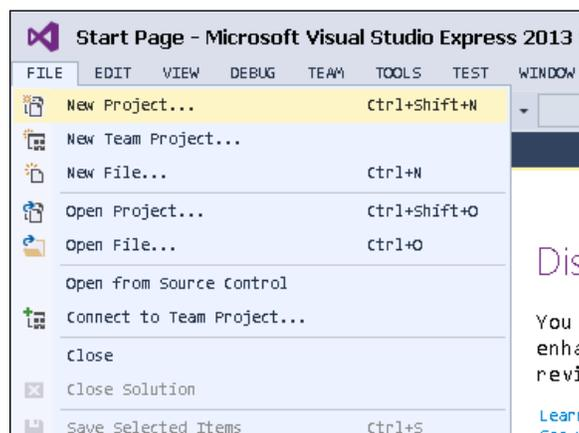 Start Page - Microsoft Visual Studio Express 2013
FILE EDIT VIEW DEBUG TEAM TOOLS TEST WINDOW
New Project... Ctrl+Shift+N
New Team Project...
New File... Ctrl+N
Open Project... Ctrl+Shift+O
Open File... Ctrl+O
Open from Source Control
Connect to Team Project...
Close
Close Solution
Save Selected Items Ctrl+S
Dis
You
enha
revi
Learn